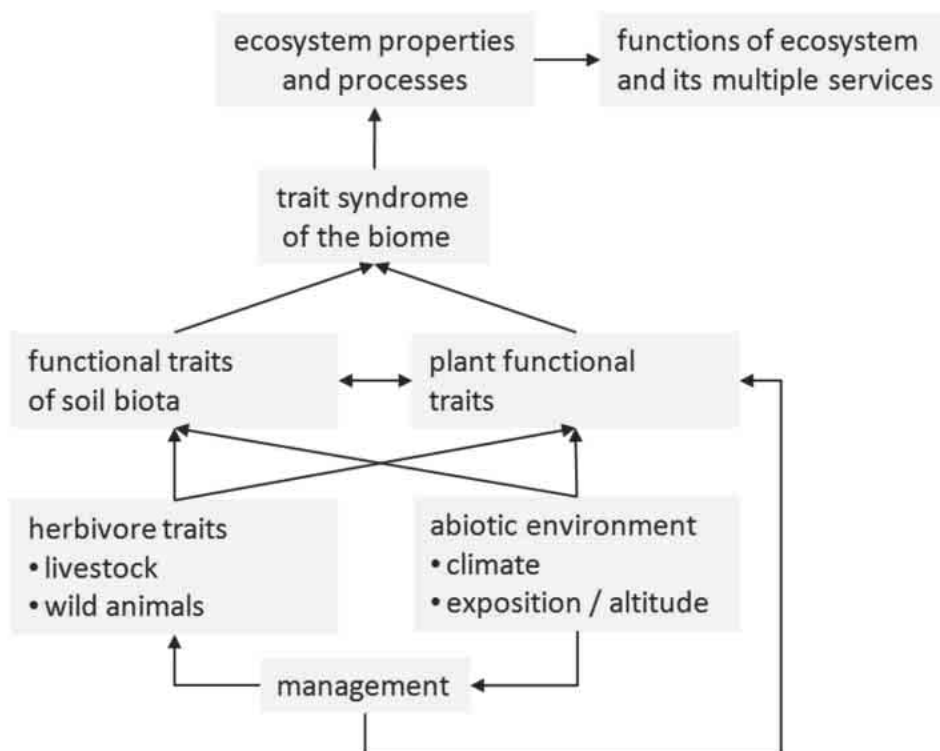 ecosystem properties
and processes
functions of ecosystem
and its multiple services
trait syndrome
of the biome
functional traits
of soil biota
plant functional
traits
herbivore traits
• livestock
• wild animals
abiotic environment
• climate
• exposition / altitude
management